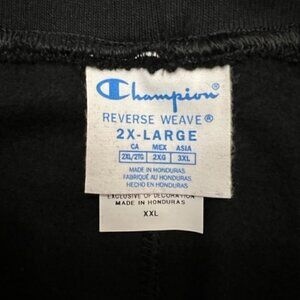 Champion®
REVERSE WEAVE®
2X-LARGE
CA MEX ASIA
2XL/2TG 2XG 3XL
MADE IN HONDURAS
FABRIQUÉ AU HONDURAS
HECHO EN HONDURAS
EXCLUSIVE OF DECORATION
MADE IN HONDURAS
XXL